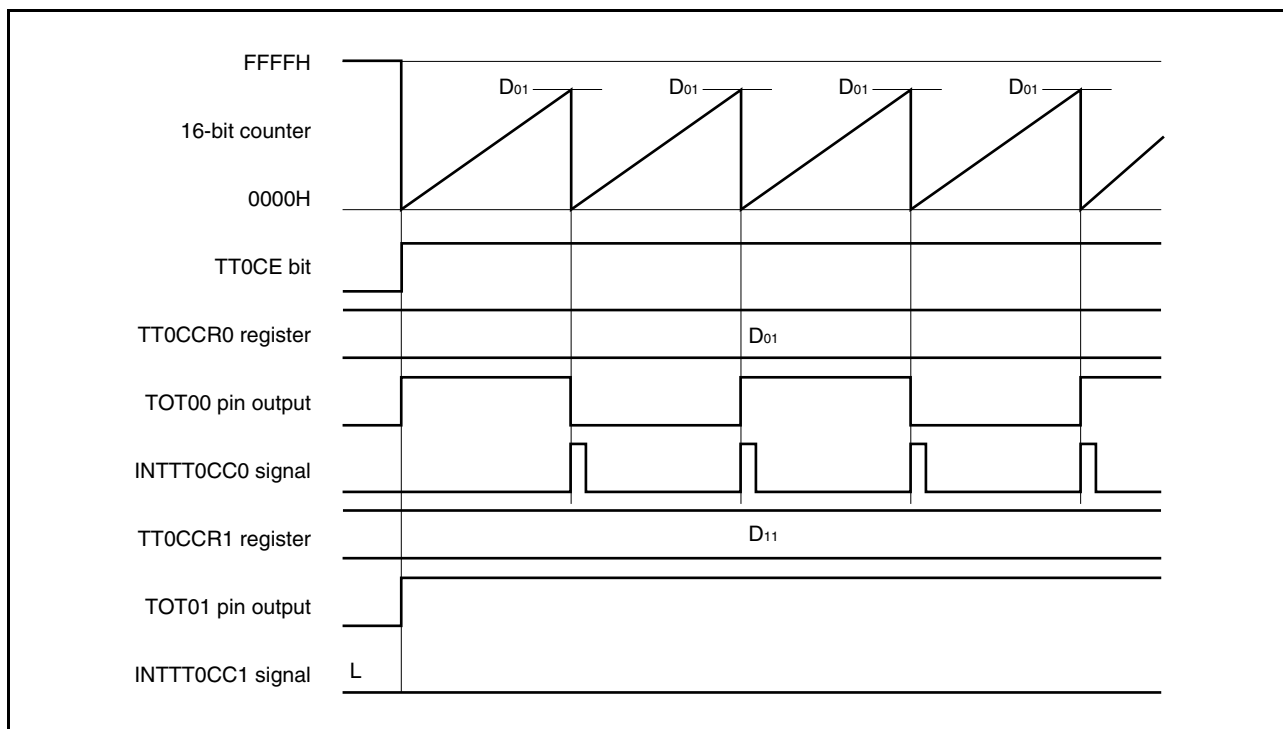 FFFFH
D01 D01 D01 D01
16-bit counter
0000H
TT0CE bit
TT0CCR0 register D01
TOT00 pin output
INTTT0CC0 signal
TT0CCR1 register D11
TOT01 pin output
INTTT0CC1 signal L